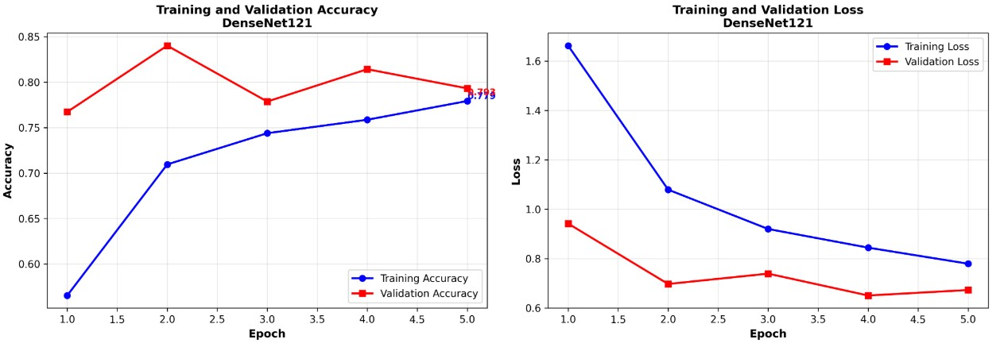 Training and Validation Accuracy
DenseNet121
0.85
0.80
0.75
0.70
0.65
0.60
Accuracy
0.793
0.779
Training Accuracy
Validation Accuracy
1.0 1.5 2.0 2.5 3.0 3.5 4.0 4.5 5.0
Epoch
Training and Validation Loss
DenseNet121
1.6
1.4
1.2
1.0
0.8
0.6
Loss
Training Loss
Validation Loss
1.0 1.5 2.0 2.5 3.0 3.5 4.0 4.5 5.0
Epoch